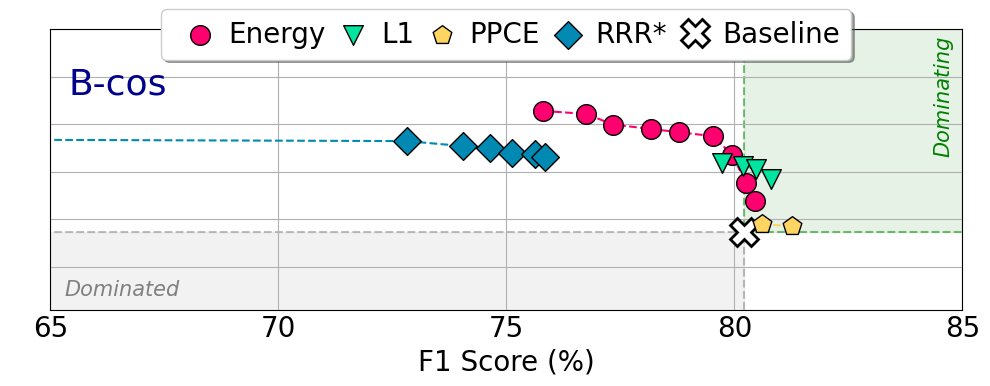 Energy L1 PPCE RRR* Baseline
B-cos
Dominating
Dominated
65 70 75 80 85
F1 Score (%)